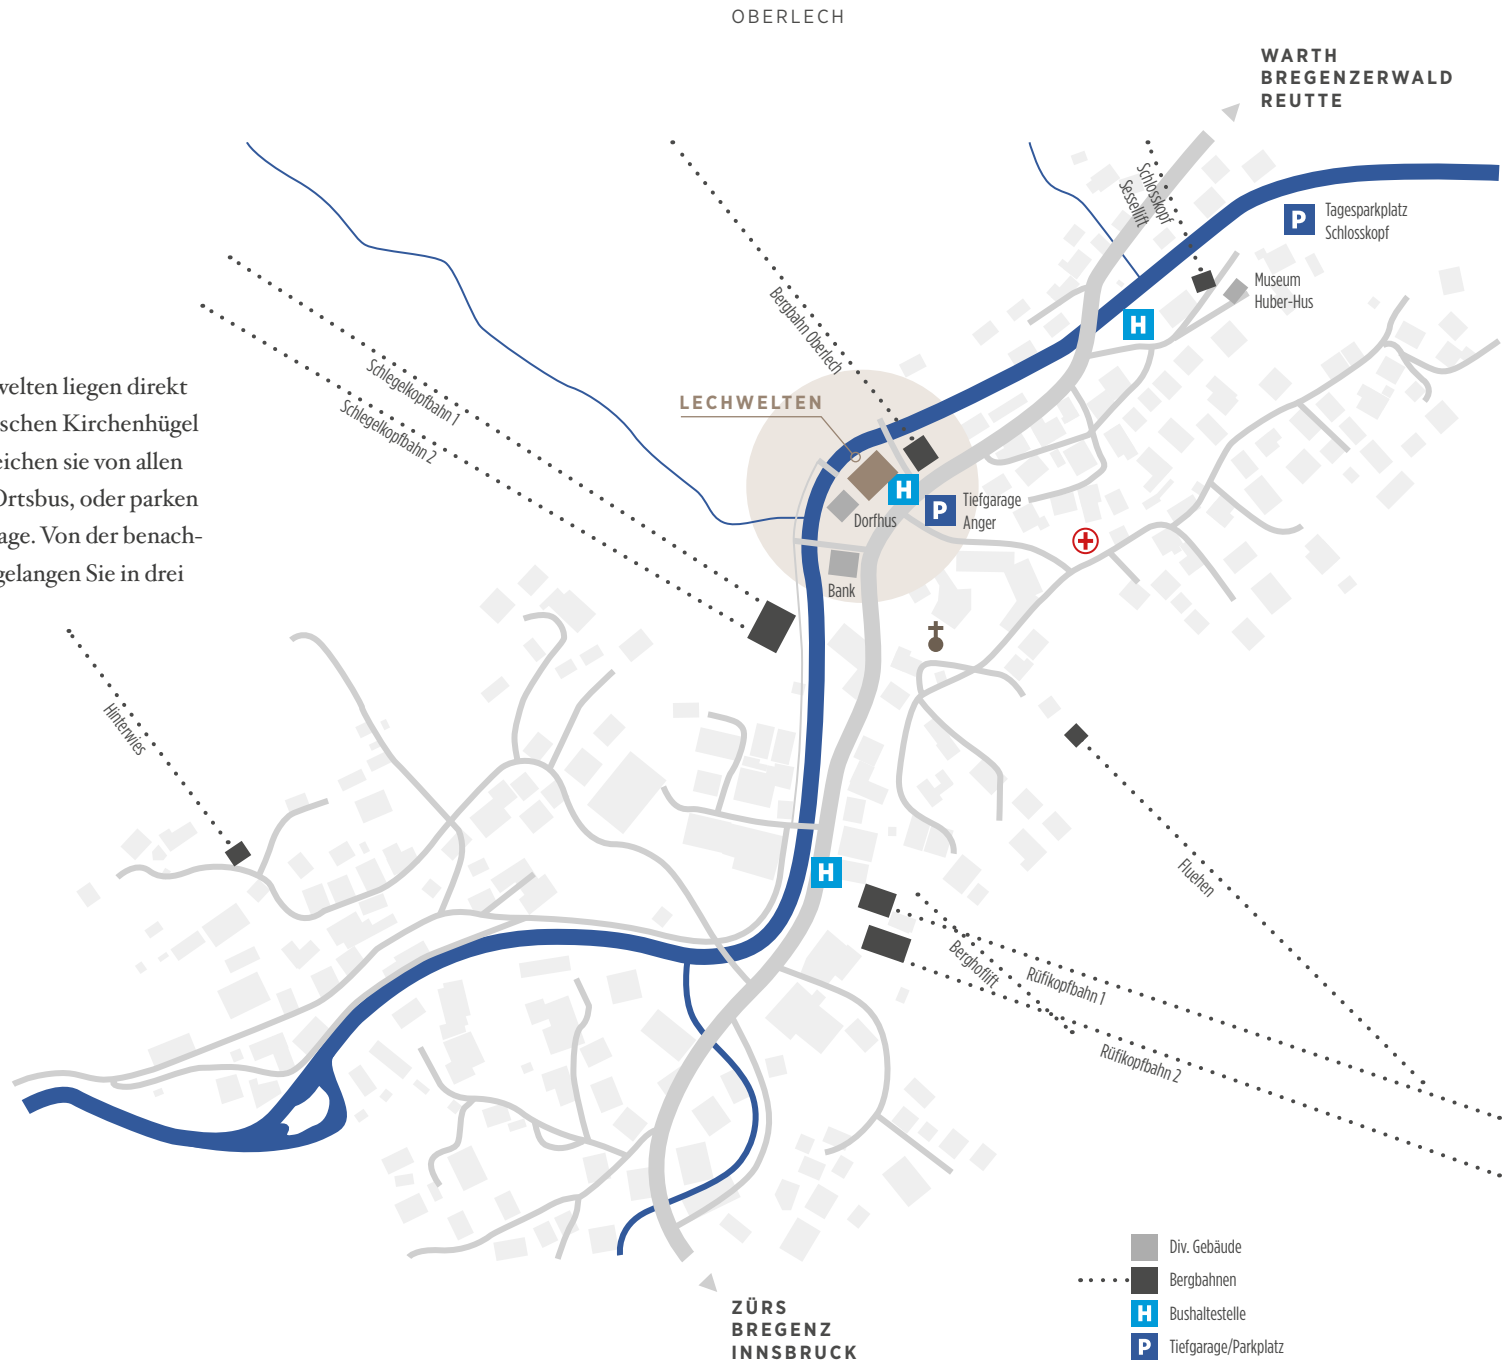 OBERLECH
WARTH
BREGENZERWALD
REUTTE
Schlosskopf
Sessellift
P
Tagesparkplatz
Schlosskopf
Museum
Huber-Hus
H
Bergbahn Oberlech
Schlegelkopfbahn 1
Schlegelkopfbahn 2
welten liegen direkt
schen Kirchenhügel
eichen sie von allen
Ortsbus, oder parken
age. Von der benach-
gelangen Sie in drei
LECHWELTEN
H
P
Tiefgarage
Anger
Dorfhus
Bank
Hinterwies
H
Fluehen
Berghoflift
Rüfikopfbahn 1
Rüfikopfbahn 2
ZÜRS
BREGENZ
INNSBRUCK
Div. Gebäude
Bergbahnen
H Bushaltestelle
P Tiefgarage/Parkplatz